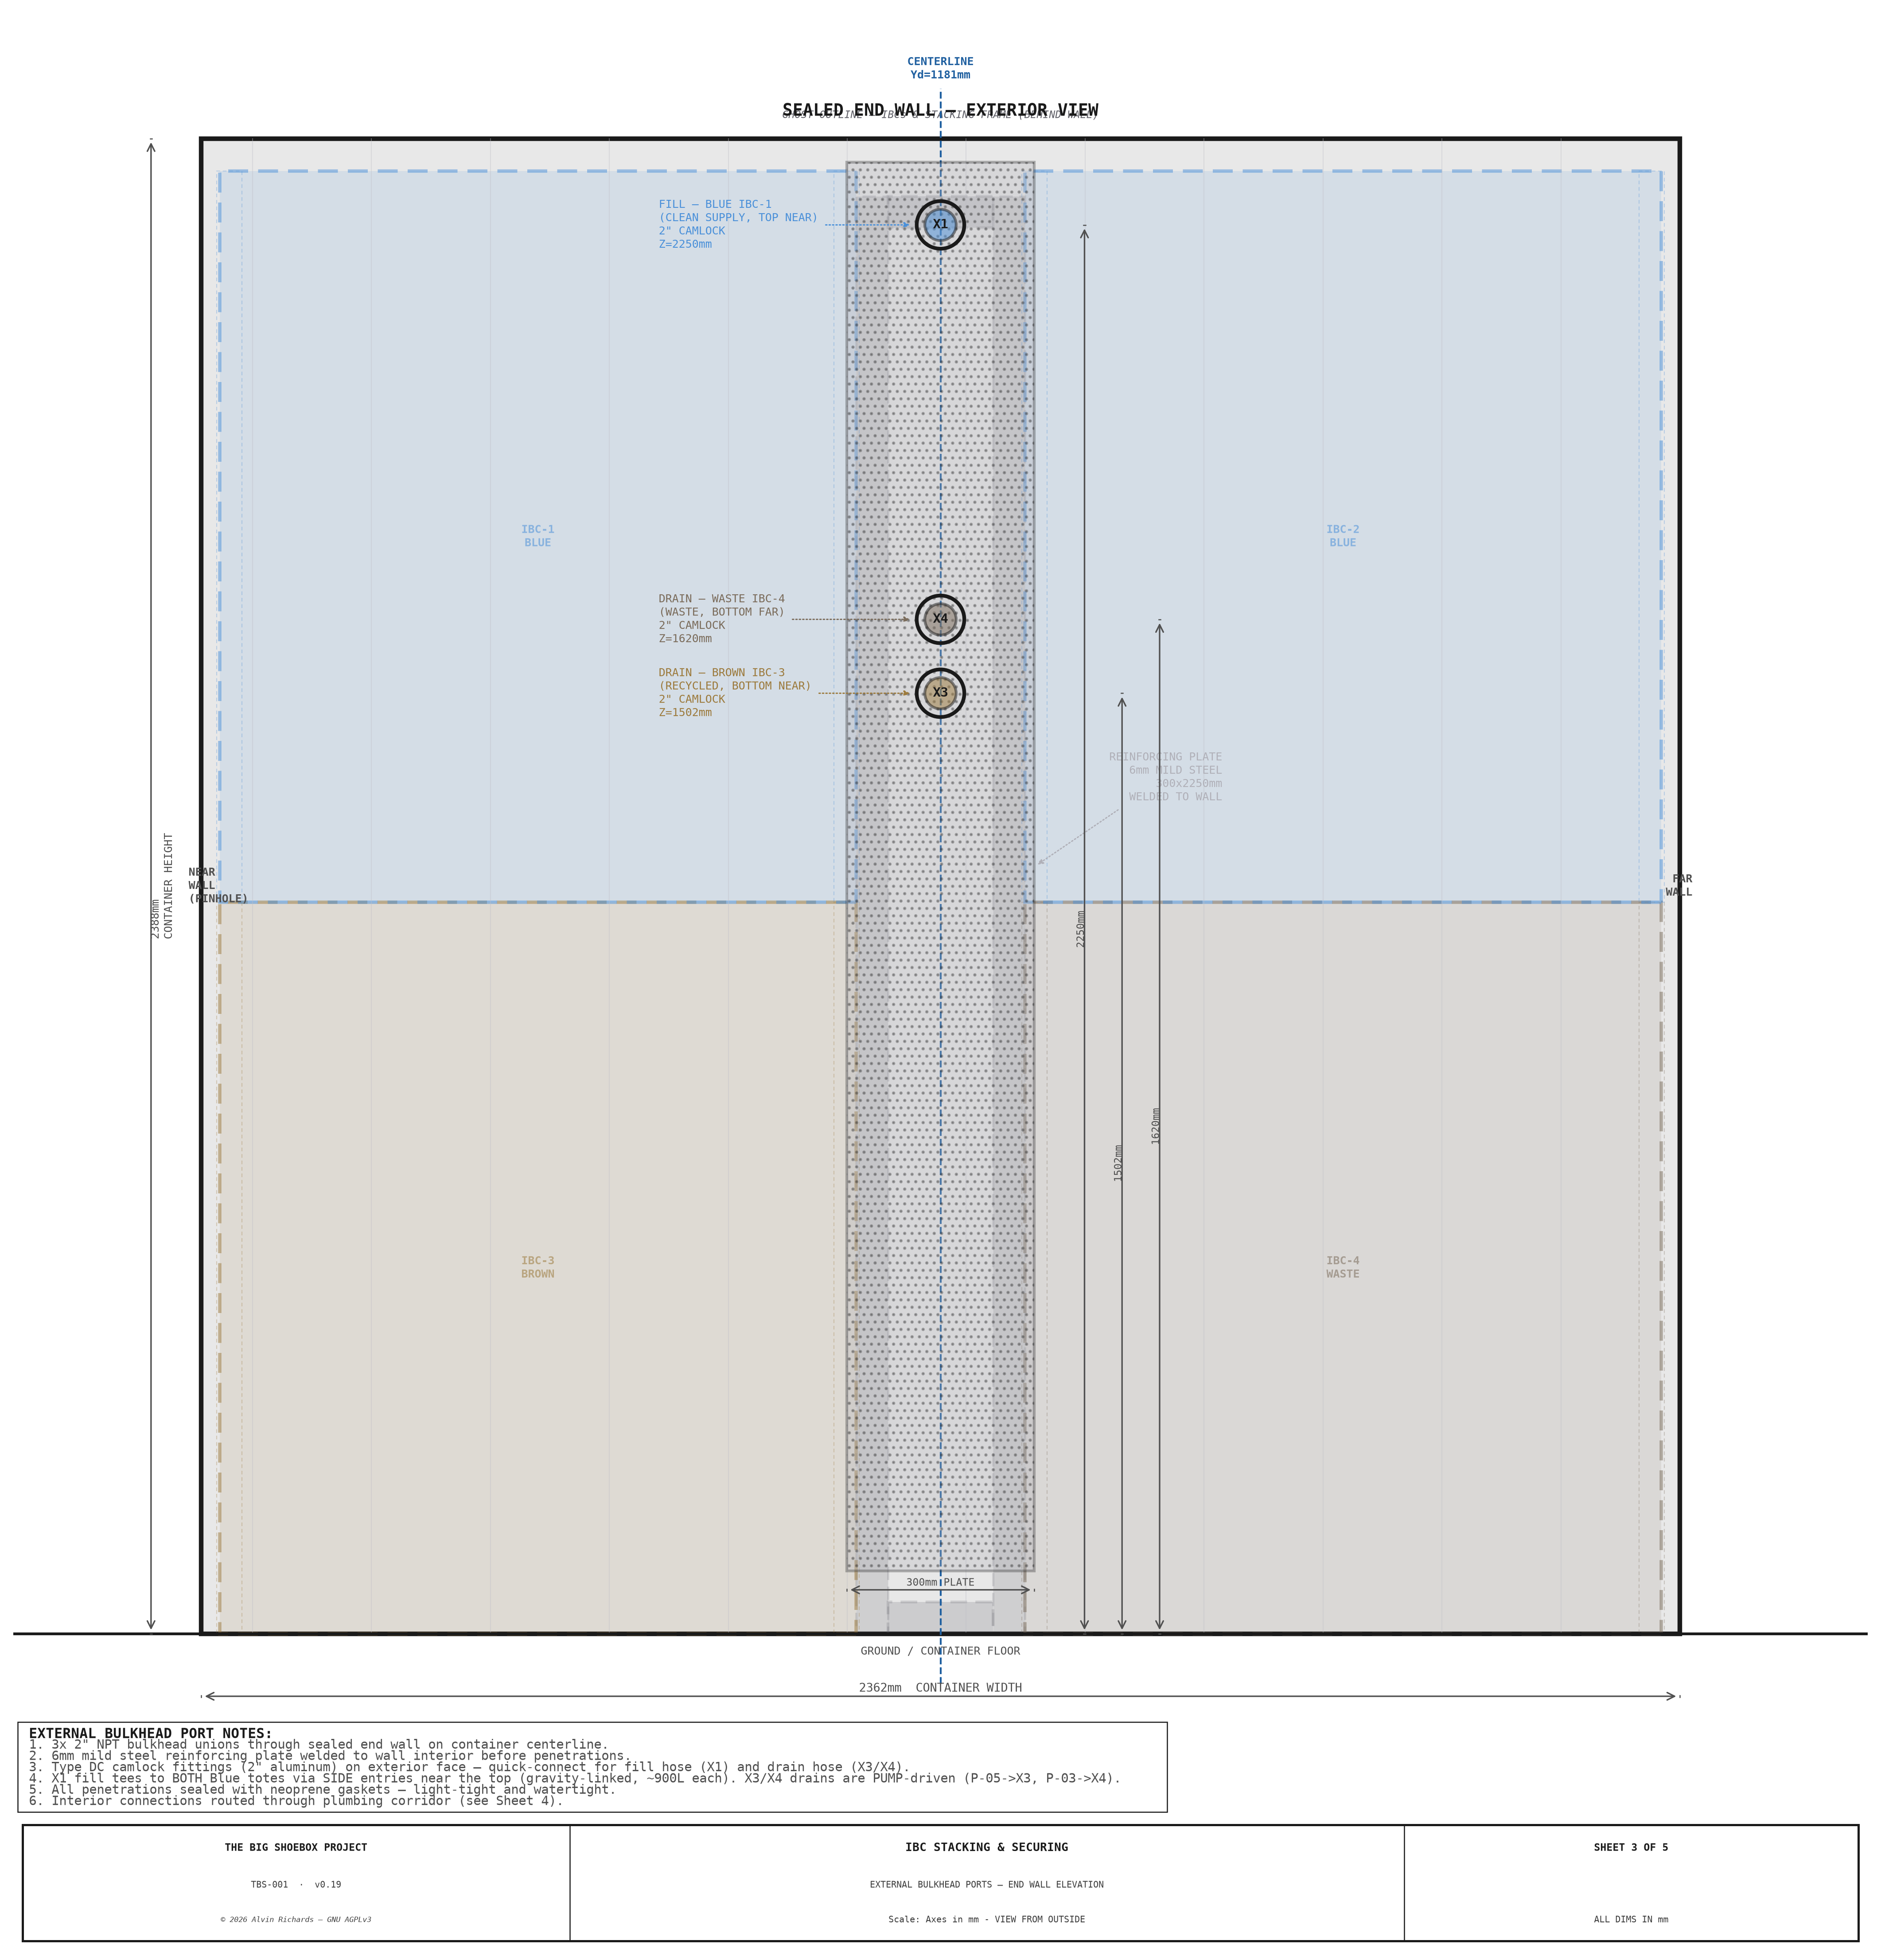 CENTERLINE
Yd=1181mm
SEALED END WALL — EXTERIOR VIEW
GHOST OUTLINE — IBCs & STACKING FRAME (BEHIND WALL)
FILL — BLUE IBC-1
(CLEAN SUPPLY, TOP NEAR)
2" CAMLOCK
Z=2250mm
X1
IBC-1
BLUE
IBC-2
BLUE
DRAIN — WASTE IBC-4
(WASTE, BOTTOM FAR)
2" CAMLOCK
Z=1620mm
X4
DRAIN — BROWN IBC-3
(RECYCLED, BOTTOM NEAR)
2" CAMLOCK
Z=1502mm
X3
REINFORCING PLATE
6mm MILD STEEL
300x2250mm
WELDED TO WALL
NEAR
WALL
(PINHOLE)
FAR
WALL
2388mm
CONTAINER HEIGHT
2250mm
1502mm
1620mm
IBC-3
BROWN
IBC-4
WASTE
300mm PLATE
GROUND / CONTAINER FLOOR
2362mm  CONTAINER WIDTH
EXTERNAL BULKHEAD PORT NOTES:
1. 3x 2" NPT bulkhead unions through sealed end wall on container centerline.
2. 6mm mild steel reinforcing plate welded to wall interior before penetrations.
3. Type DC camlock fittings (2" aluminum) on exterior face — quick-connect for fill hose (X1) and drain hose (X3/X4).
4. X1 fill tees to BOTH Blue totes via SIDE entries near the top (gravity-linked, ~900L each). X3/X4 drains are PUMP-driven (P-05->X3, P-03->X4).
5. All penetrations sealed with neoprene gaskets — light-tight and watertight.
6. Interior connections routed through plumbing corridor (see Sheet 4).
THE BIG SHOEBOX PROJECT
TBS-001  ·  v0.19
© 2026 Alvin Richards — GNU AGPLv3
IBC STACKING & SECURING
EXTERNAL BULKHEAD PORTS — END WALL ELEVATION
Scale: Axes in mm - VIEW FROM OUTSIDE
SHEET 3 OF 5
ALL DIMS IN mm